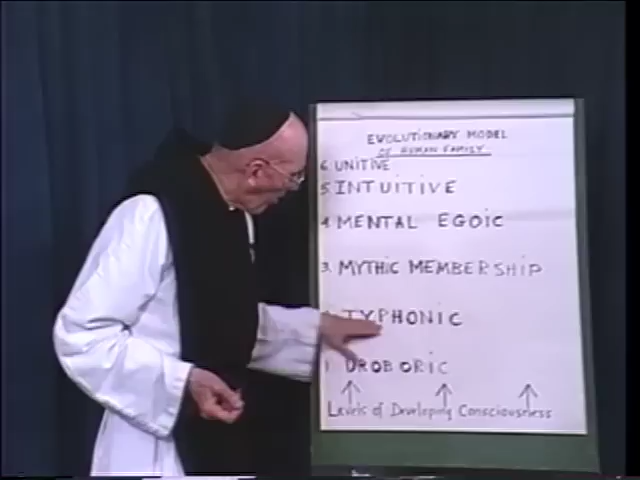 EVOLUTIONARY MODEL
OF HUMAN FAMILY
6. UNITIVE
5. INTUITIVE
4. MENTAL EGOIC
3. MYTHIC MEMBERSHIP
TYPHONIC
1. UROBORIC
Levels of Developing Consciousness